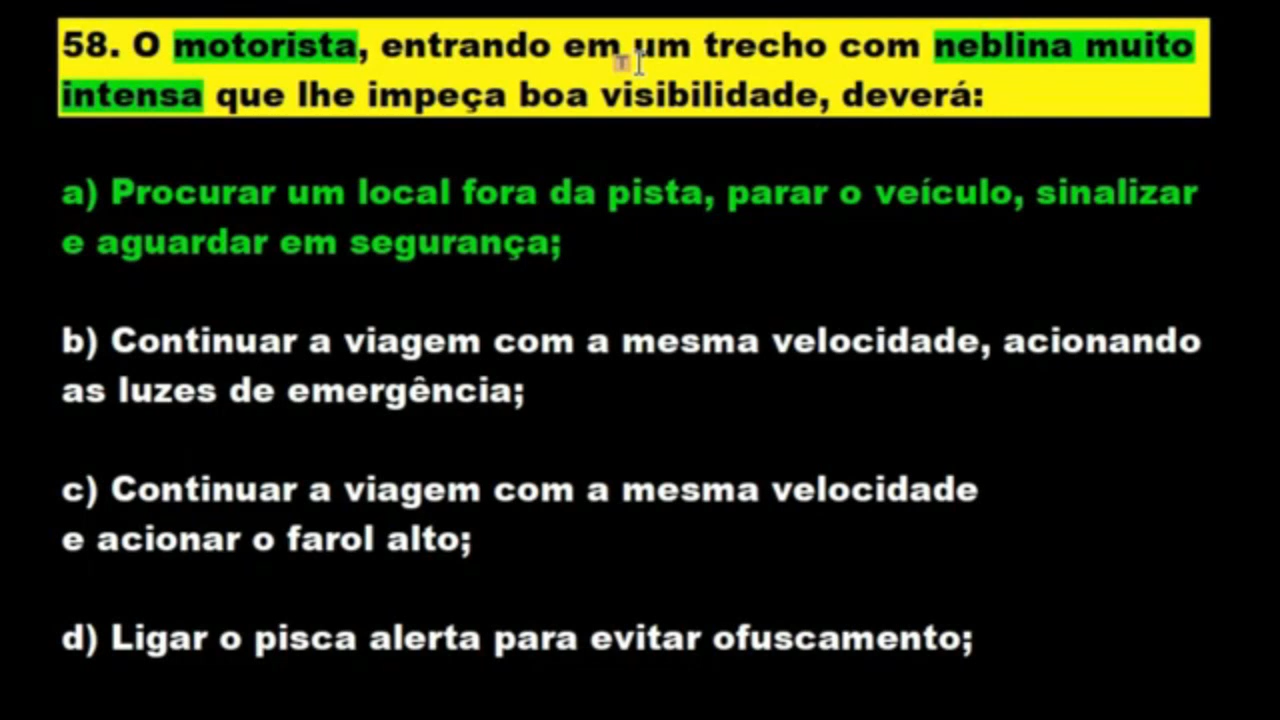 58. O motorista, entrando em um trecho com neblina muito
intensa que lhe impeça boa visibilidade, deverá:
a) Procurar um local fora da pista, parar o veículo, sinalizar
e aguardar em segurança;
b) Continuar a viagem com a mesma velocidade, acionando
as luzes de emergência;
c) Continuar a viagem com a mesma velocidade
e acionar o farol alto;
d) Ligar o pisca alerta para evitar ofuscamento;